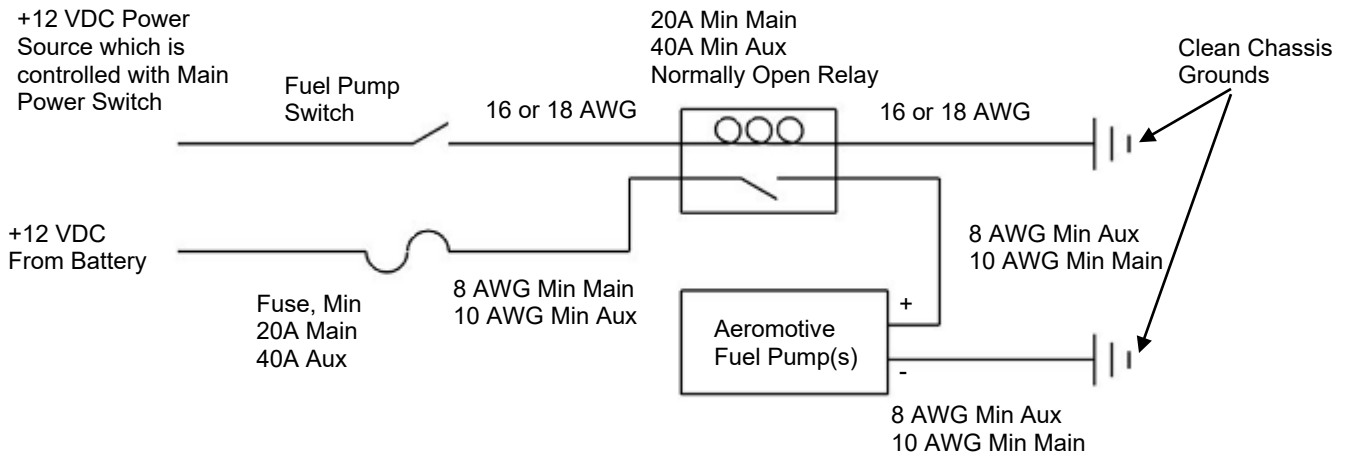 +12 VDC Power
Source which is
controlled with Main
Power Switch
Fuel Pump
Switch
16 or 18 AWG
20A Min Main
40A Min Aux
Normally Open Relay
16 or 18 AWG
Clean Chassis
Grounds
+12 VDC
From Battery
Fuse, Min
20A Main
40A Aux
8 AWG Min Main
10 AWG Min Aux
8 AWG Min Aux
10 AWG Min Main
Aeromotive
Fuel Pump(s)
+
-
8 AWG Min Aux
10 AWG Min Main